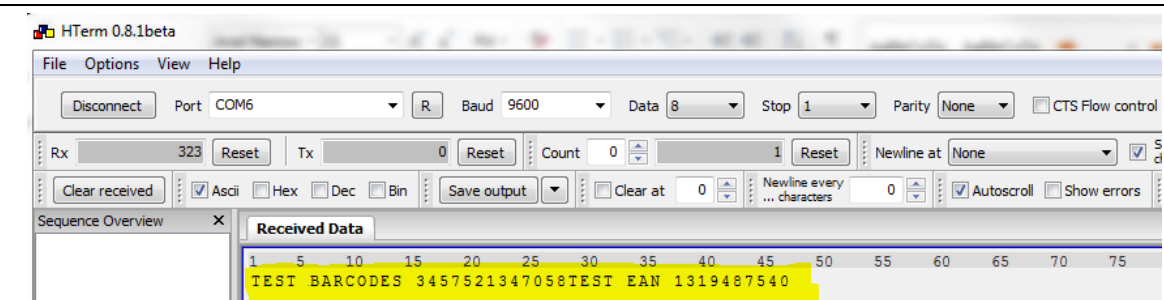 HTerm 0.8.1beta
File Options View Help
Disconnect Port COM6 R Baud 9600 Data 8 Stop 1 Parity None CTS Flow control
Rx 323 Reset Tx 0 Reset Count 0 1 Reset Newline at None
Clear received Ascii Hex Dec Bin Save output Clear at 0 Newline every ... characters 0 Autoscroll Show errors
Sequence Overview X Received Data
1 5 10 15 20 25 30 35 40 45 50 55 60 65 70 75
TEST BARCODES 3457521347058TEST EAN 1319487540